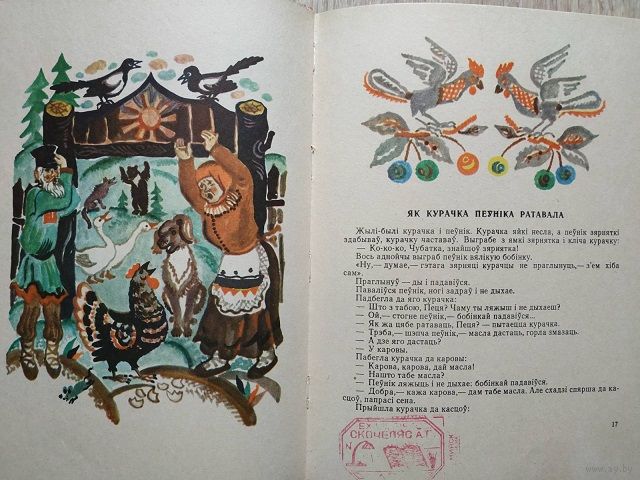 ЯК КУРАЧКА ПЕЎНІКА РАТАВАЛА
Жылі-былі курачка і пеўнік. Курачка яйкі несла, а пеўнік зярняткі
здабываў, курачку частаваў. Выграбе з ямкі зярнятка і кліча курачку:
— Ко-ко-ко, Чубатка, знайшоў зярнятка!
Вось аднойчы выграб пеўнік вялікую бобінку.
«Ну,— думае,— гэтага зярняці курачцы не праглынуць,— з'ем хіба
сам».
Праглынуў — ды і падавіўся.
Паваліўся пеўнік, ногі задраў і не дыхае.
Падбегла да яго курачка:
— Што з табою, Пеця? Чаму ты ляжыш і не дыхаеш?
— Ой,— стогне пеўнік,— бобінкай падавіўся...
— Як жа цябе ратаваць, Пеця? — пытаецца курачка.
— Трэба,— шэпча пеўнік,— масла дастаць, горла змазаць.
— А дзе яго дастаць?
— У каровы.
Пабегла курачка да каровы:
— Карова, карова, дай масла!
— Нашто табе масла?
— Пеўнік ляжыць і не дыхае: бобінкай падавіўся.
— Добра,— кажа карова,— дам табе масла. Але схадзі спярша да кас-
цоў, папрасі сена.
Прыйшла курачка да касцоў:
17
СКОЧЕЛЯС А.Г.
www.ay.by